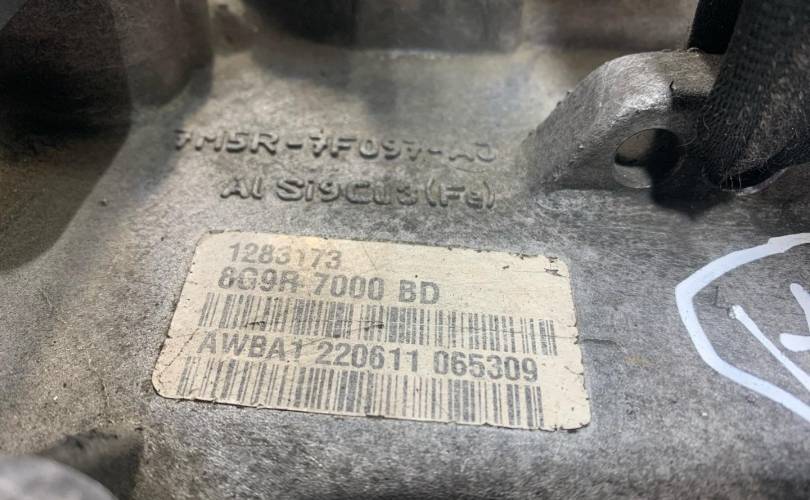 7M5R-7F097-AJ
Al Si9Cu3(Fe)
1283173
8G9R 7000 BD
AWBA1 220611 065309